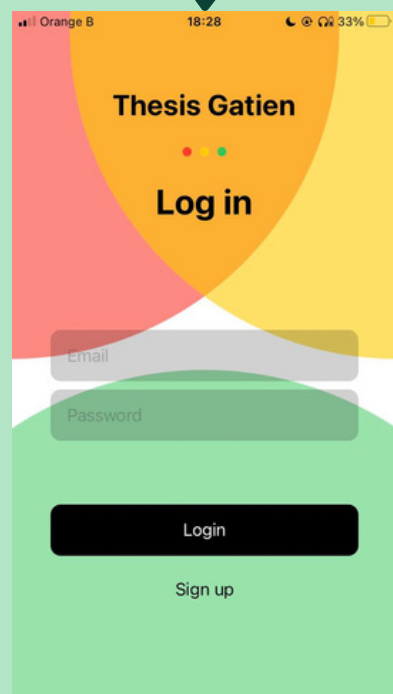 Orange B 18:28 33%
Thesis Gatien
Log in
Email
Password
Login
Sign up